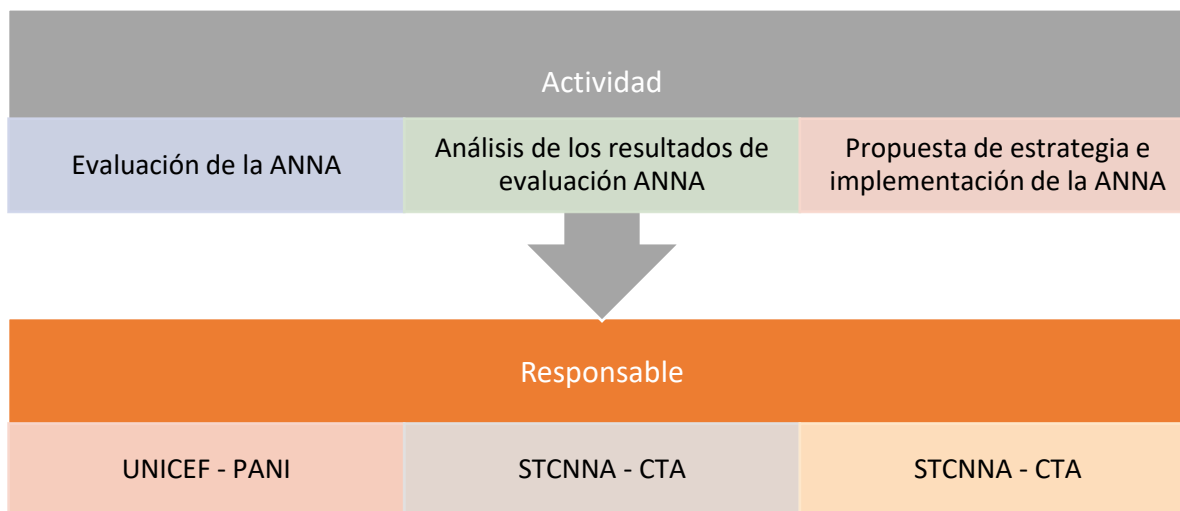 Actividad
Evaluación de la ANNA
Análisis de los resultados de
evaluación ANNA
Propuesta de estrategia e
implementación de la ANNA
Responsable
UNICEF - PANI
STCNNA - CTA
STCNNA - CTA